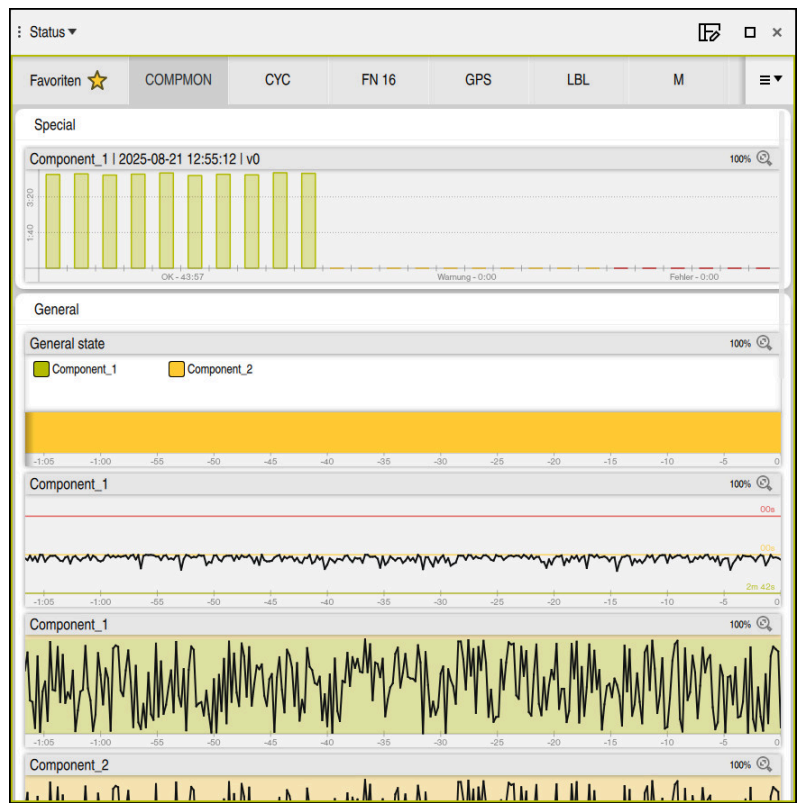 Status
Favoriten COMPMON CYC FN 16 GPS LBL M
Special
Component_1 | 2025-08-21 12:55:12 | v0 100%
3:20
1:40
OK - 43:57 Warnung - 0:00 Fehler - 0:00
General
General state 100%
Component_1 Component_2
-1:05 -1:00 -55 -50 -45 -40 -35 -30 -25 -20 -15 -10 -5 0
Component_1 100%
00s
00s
2m 42s
-1:05 -1:00 -55 -50 -45 -40 -35 -30 -25 -20 -15 -10 -5 0
Component_1 100%
-1:05 -1:00 -55 -50 -45 -40 -35 -30 -25 -20 -15 -10 -5 0
Component_2 100%